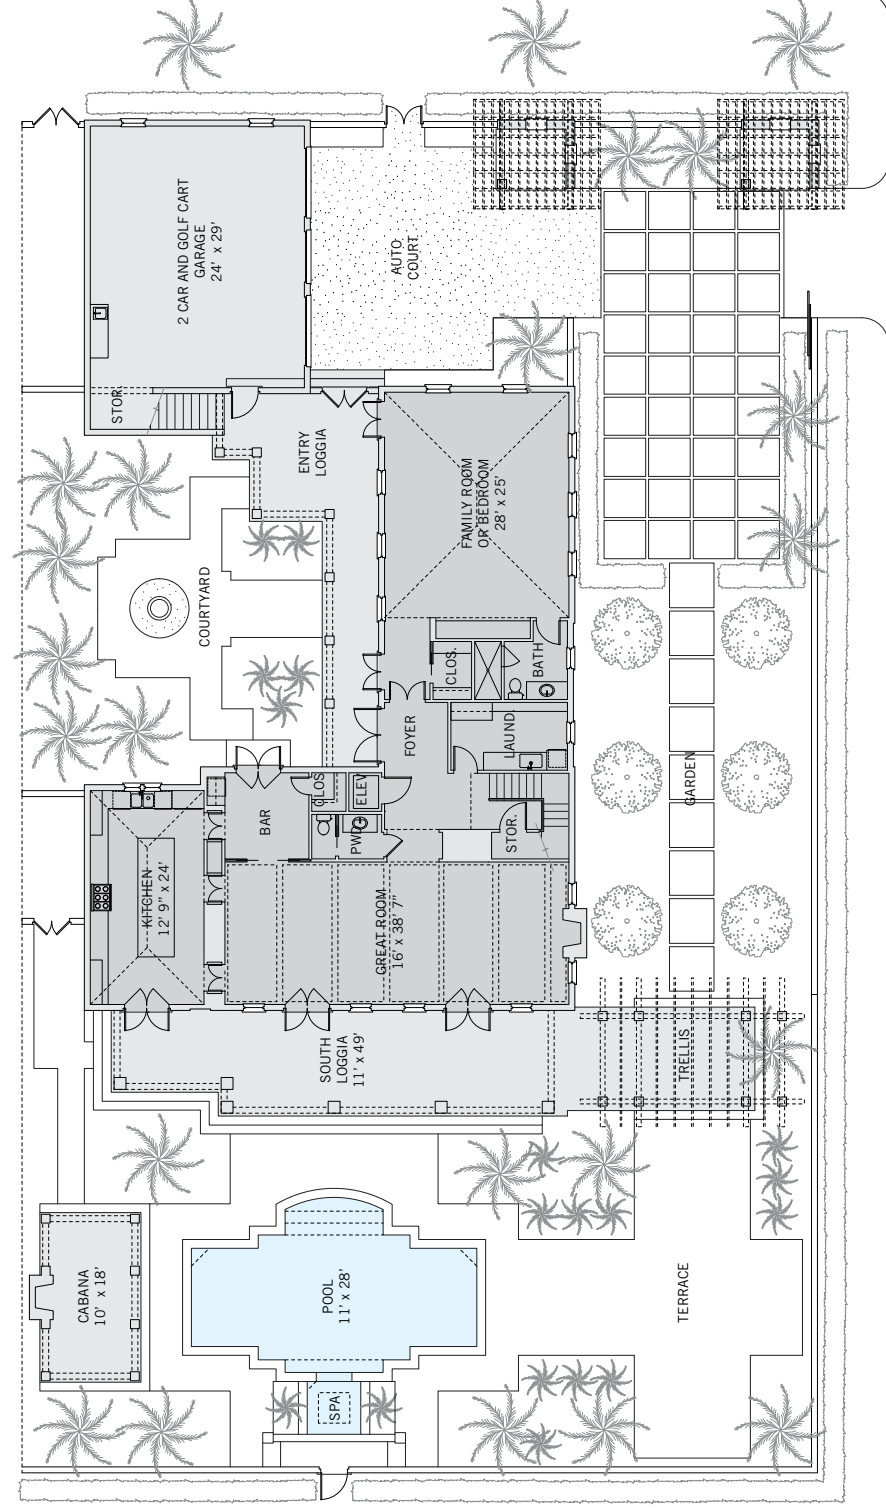 2 CAR AND GOLF CART
GARAGE
24' x 29'
AUTO
COURT
STOR.
ENTRY
LOGGIA
FAMILY ROOM
OR BEDROOM
28' x 25'
COURTYARD
CLOS.
BATH
FOYER
LAUND.
GARDEN
CLOS.
ELEV.
BAR
PWD.
STOR.
KITCHEN
12' 9" x 24'
GREAT ROOM
16' x 38' 7"
SOUTH
LOGGIA
11' x 49'
TRELLIS
CABANA
10' x 18'
POOL
11' x 28'
TERRACE
SPA